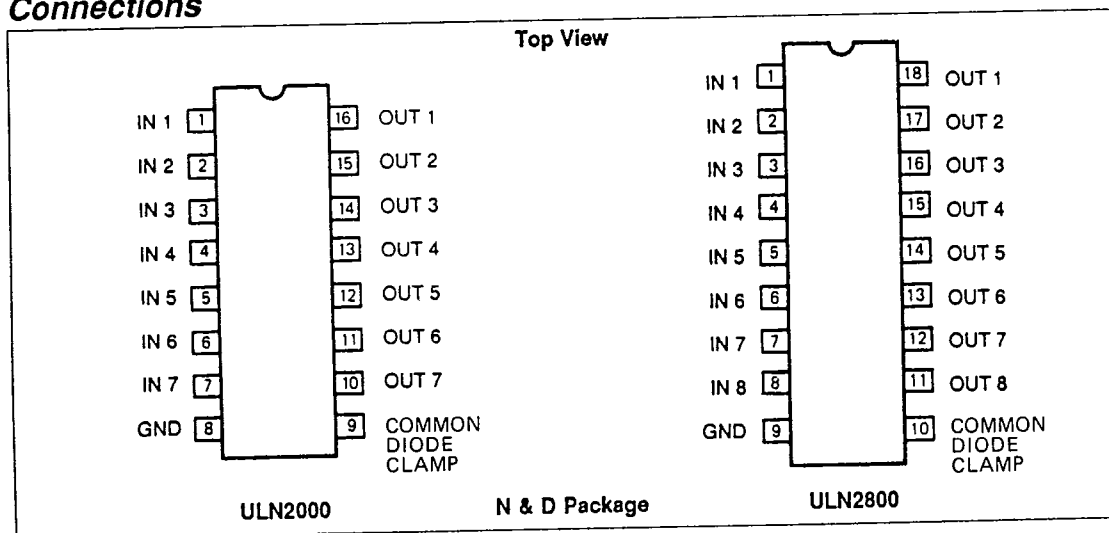 Connections
Top View
IN 1 1 16 OUT 1
IN 2 2 15 OUT 2
IN 3 3 14 OUT 3
IN 4 4 13 OUT 4
IN 5 5 12 OUT 5
IN 6 6 11 OUT 6
IN 7 7 10 OUT 7
GND 8 9 COMMON
DIODE
CLAMP
ULN2000
IN 1 1 18 OUT 1
IN 2 2 17 OUT 2
IN 3 3 16 OUT 3
IN 4 4 15 OUT 4
IN 5 5 14 OUT 5
IN 6 6 13 OUT 6
IN 7 7 12 OUT 7
IN 8 8 11 OUT 8
GND 9 10 COMMON
DIODE
CLAMP
ULN2800
N & D Package